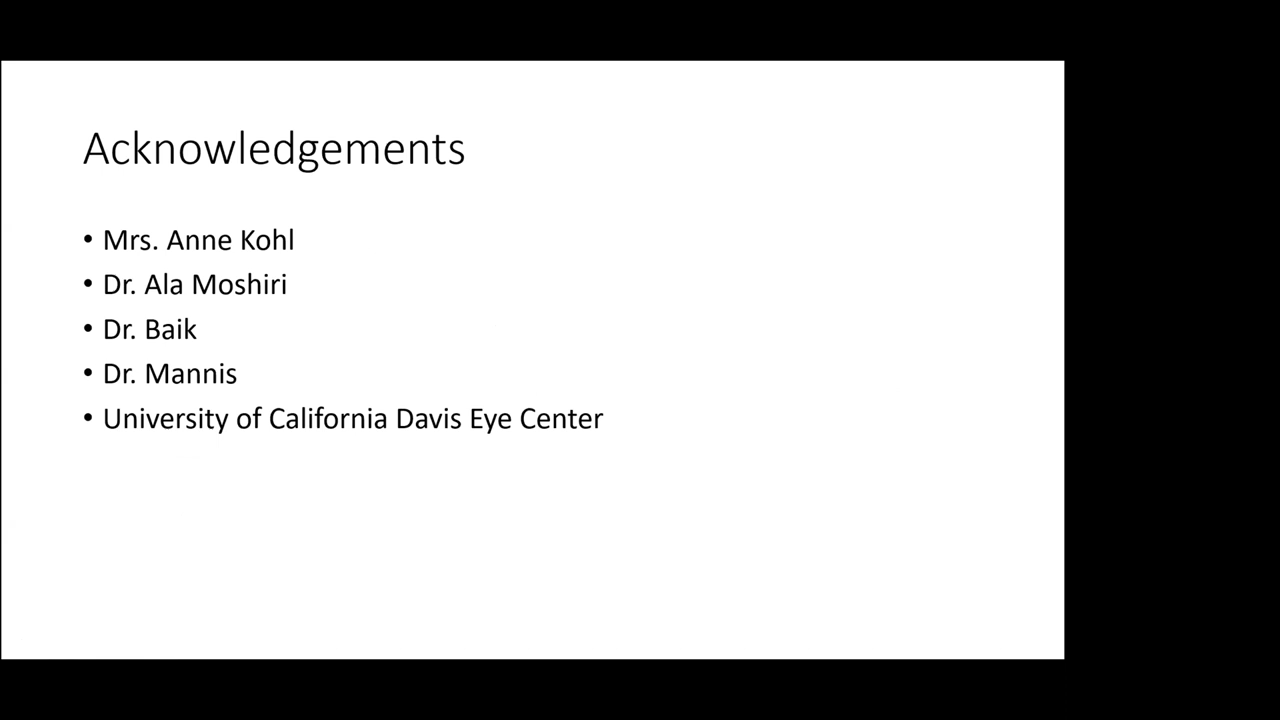 Acknowledgements
• Mrs. Anne Kohl
• Dr. Ala Moshiri
• Dr. Baik
• Dr. Mannis
• University of California Davis Eye Center